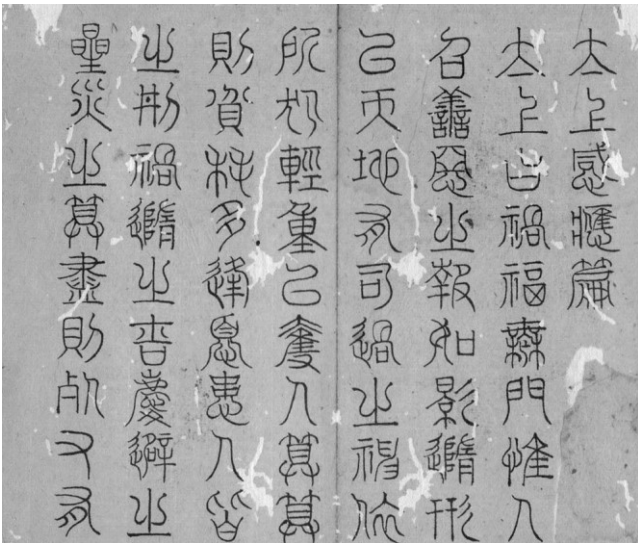 太上感應篇
太上曰禍福無門惟人
召善惡之報如影隨形
以天地有司過之神依
所犯輕重以奪人算算
則貧耗多逢憂患人皆
之刑禍隨之吉慶避之
星災之算盡則死又有